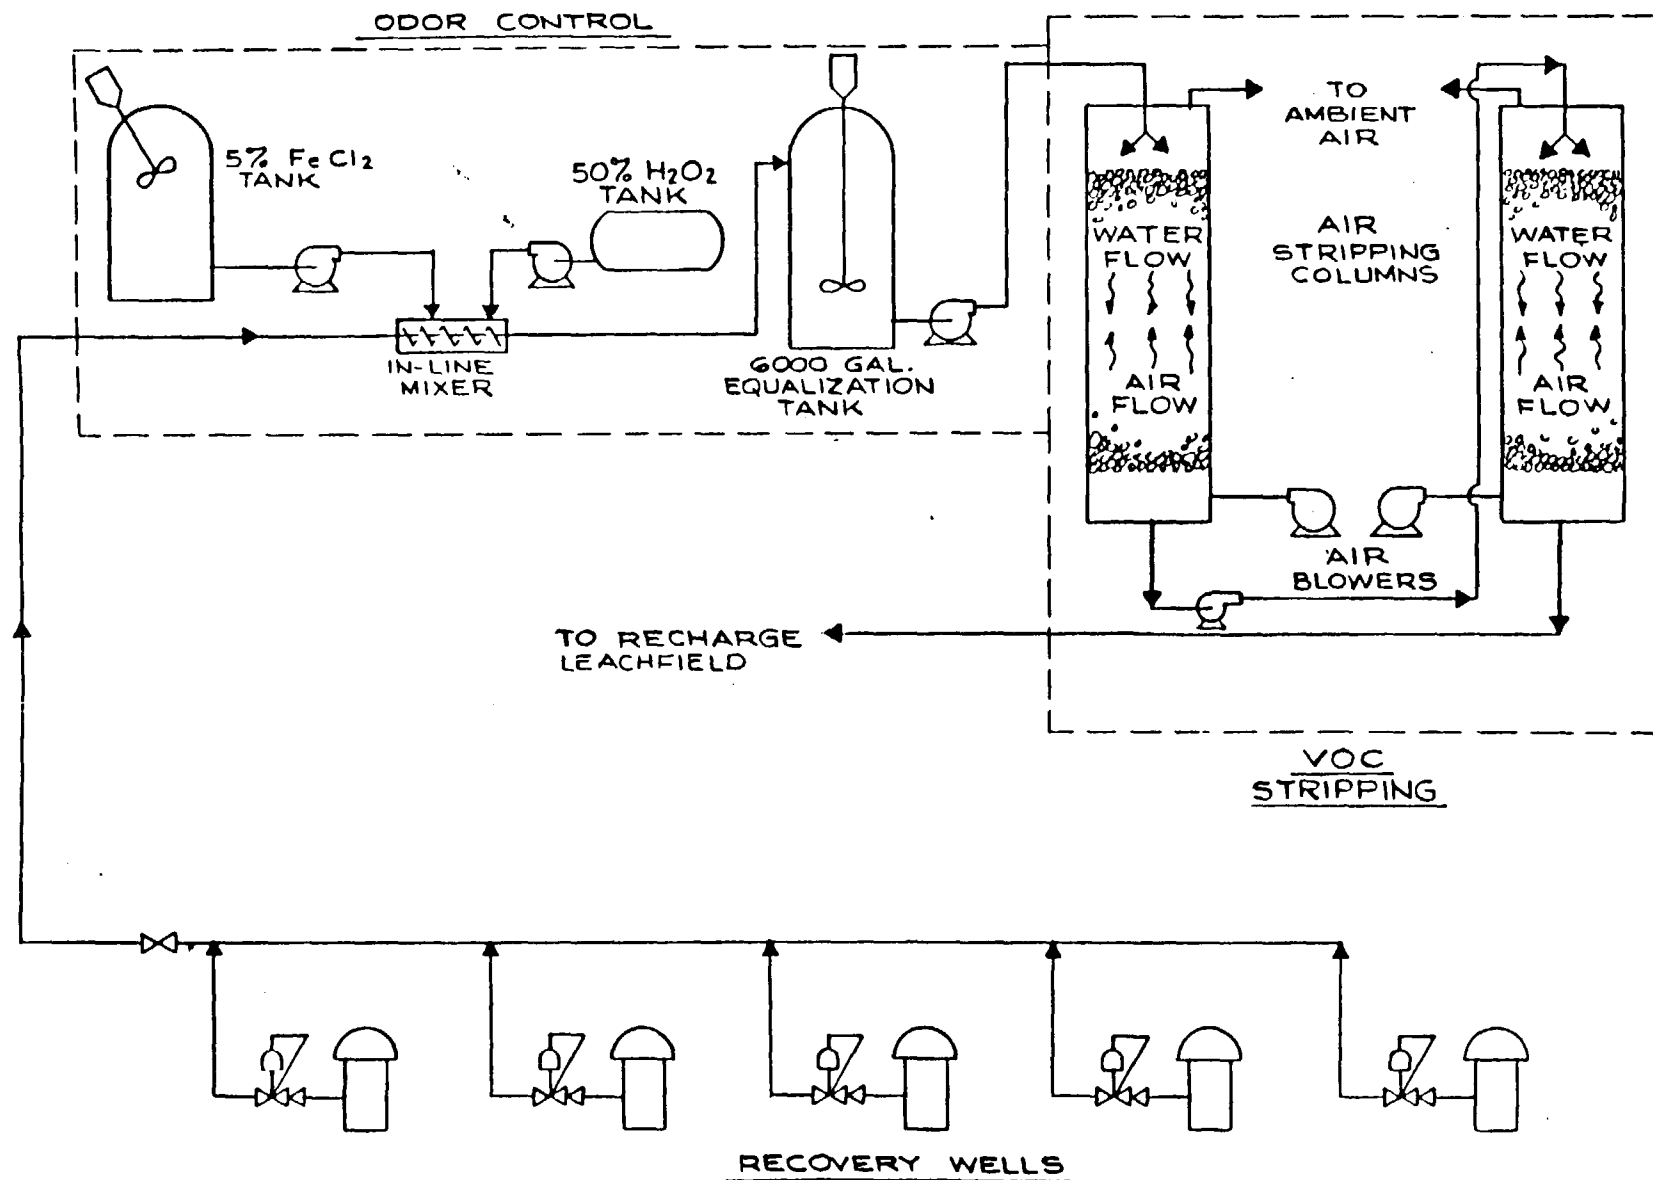 ODOR CONTROL
5% FeCl2
TANK
50% H2O2
TANK
IN-LINE
MIXER
6000 GAL.
EQUALIZATION
TANK
TO
AMBIENT
AIR
WATER
FLOW
AIR
FLOW
AIR
STRIPPING
COLUMNS
WATER
FLOW
AIR
FLOW
AIR
BLOWERS
TO RECHARGE
LEACHFIELD
VOC
STRIPPING
RECOVERY WELLS